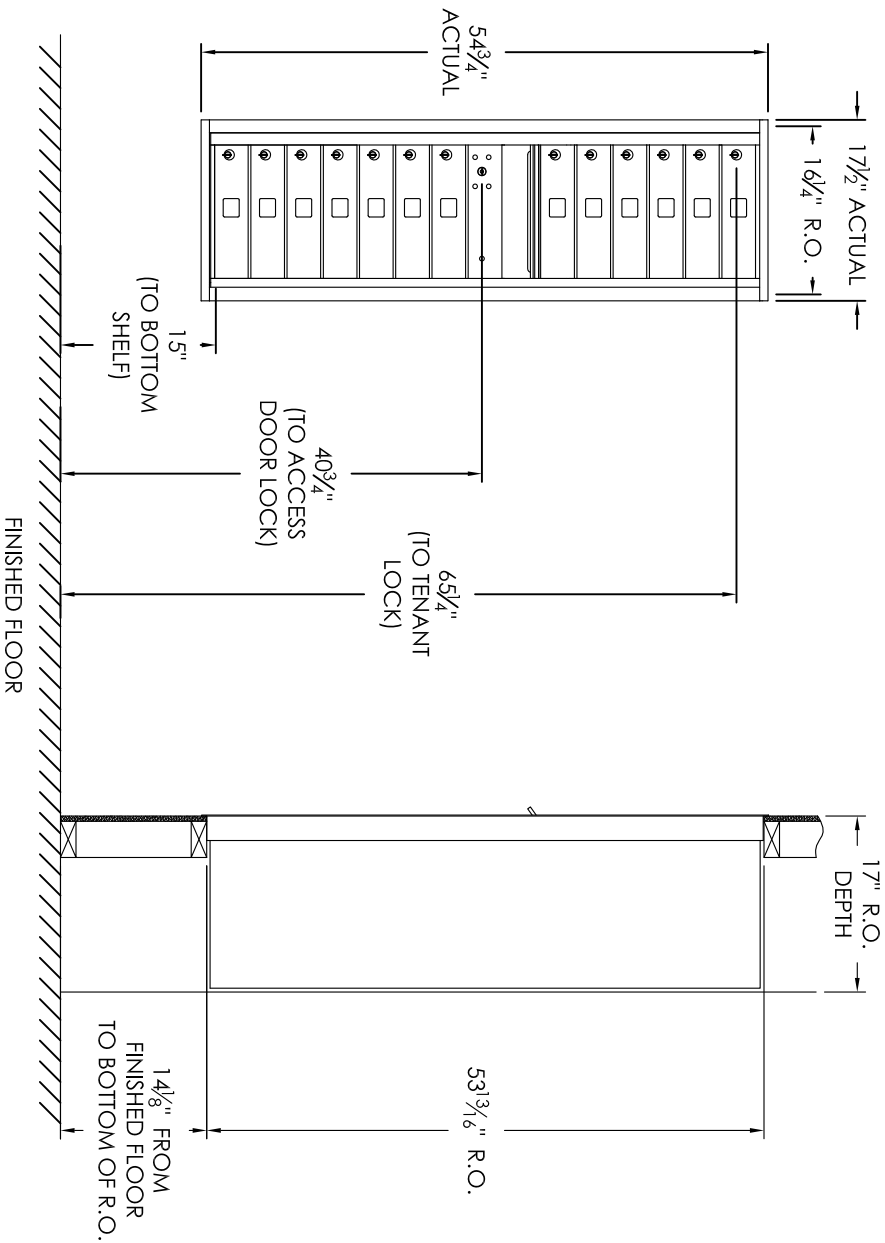 17½" ACTUAL
16¼" R.O.
54¾"
ACTUAL
15"
(TO BOTTOM
SHELF)
40¾"
(TO ACCESS
DOOR LOCK)
65¼"
(TO TENANT
LOCK)
17" R.O.
DEPTH
53¹³⁄₁₆" R.O.
14⅛" FROM
FINISHED FLOOR
TO BOTTOM OF R.O.
FINISHED FLOOR